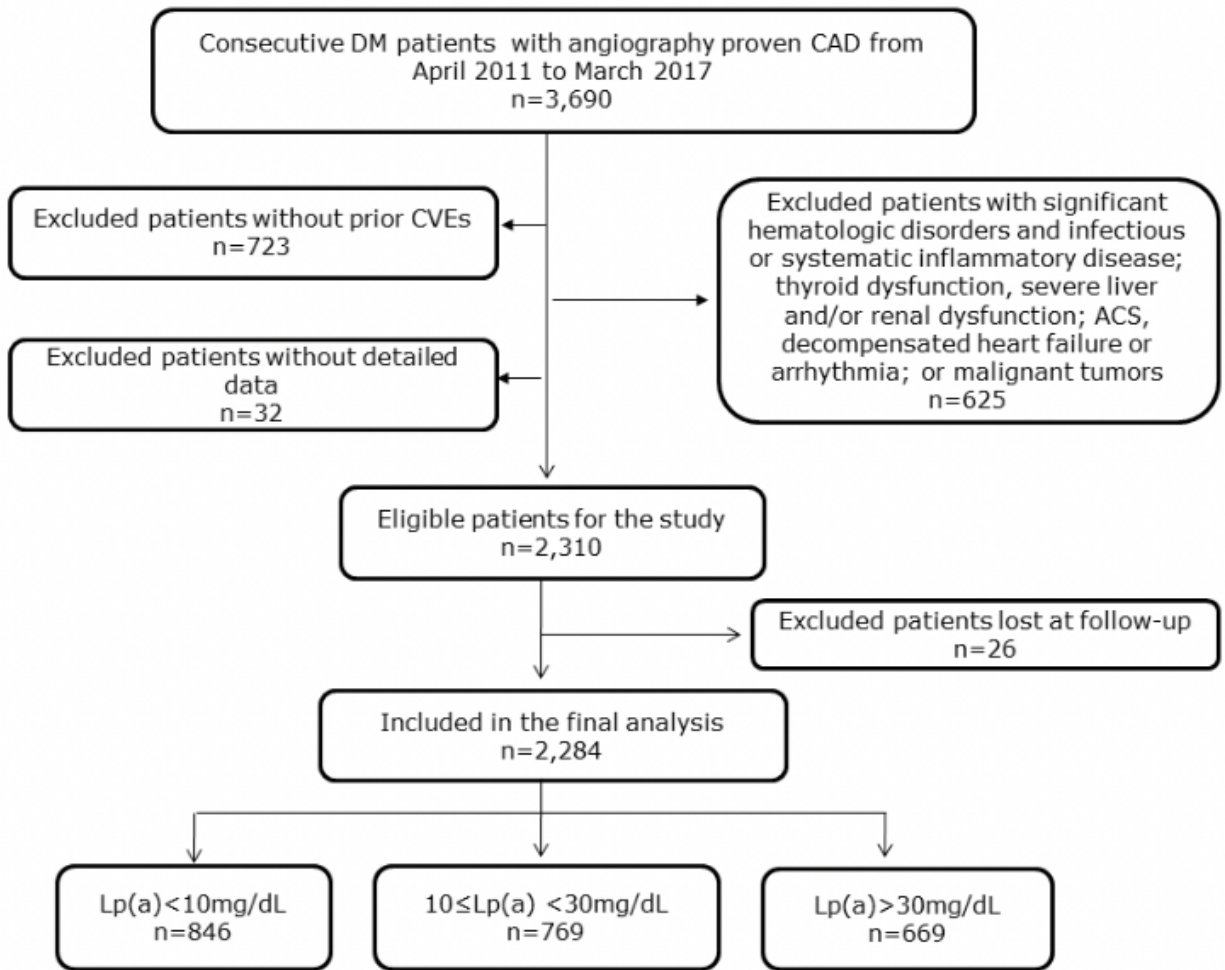 Consecutive DM patients with angiography proven CAD from
April 2011 to March 2017
n=3,690
Excluded patients without prior CVEs
n=723
Excluded patients with significant
hematologic disorders and infectious
or systematic inflammatory disease;
thyroid dysfunction, severe liver
and/or renal dysfunction; ACS,
decompensated heart failure or
arrhythmia; or malignant tumors
n=625
Excluded patients without detailed
data
n=32
Eligible patients for the study
n=2,310
Excluded patients lost at follow-up
n=26
Included in the final analysis
n=2,284
Lp(a)<10mg/dL
n=846
10≤Lp(a) <30mg/dL
n=769
Lp(a)>30mg/dL
n=669